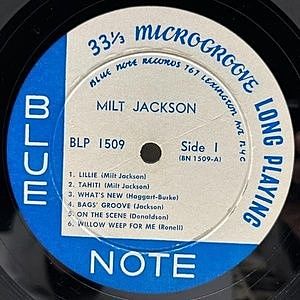 33⅓ MICROGROOVE LONG PLAYING
BLUE NOTE RECORDS 767 LEXINGTON AVE NYC
MILT JACKSON
BLP 1509
Side 1
(BN 1509-A)
1. LILLIE (Milt Jackson)
2. TAHITI (Milt Jackson)
3. WHAT'S NEW (Haggart-Burke)
4. BAGS' GROOVE (Jackson)
5. ON THE SCENE (Donaldson)
6. WILLOW WEEP FOR ME (Ronell)
BLUE
NOTE